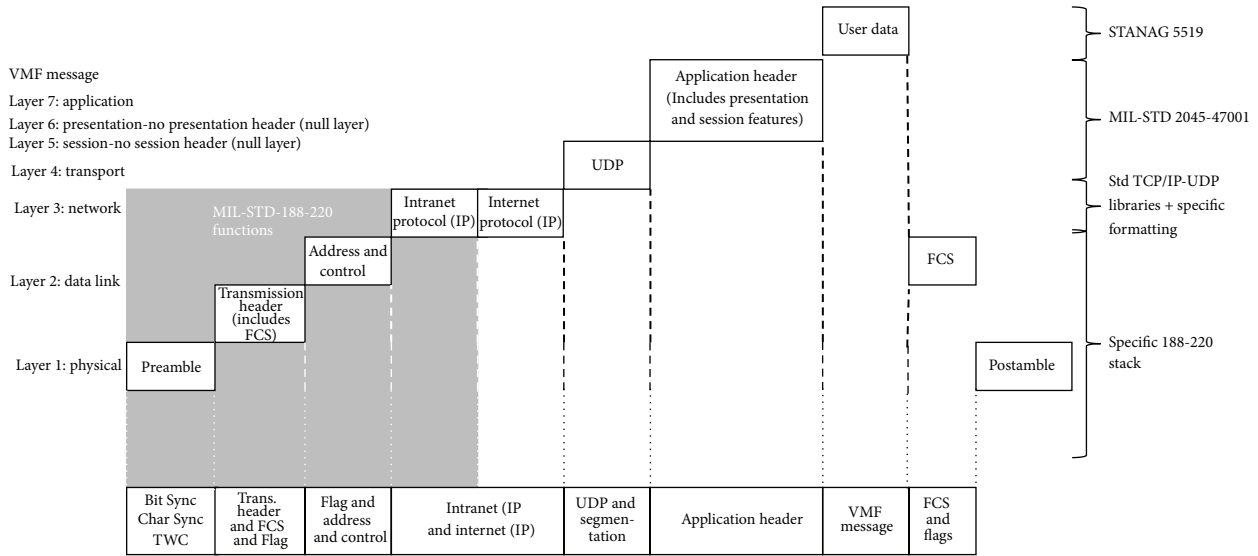 User data
STANAG 5519
VMF message
Layer 7: application
Layer 6: presentation-no presentation header (null layer)
Layer 5: session-no session header (null layer)
Layer 4: transport
Layer 3: network
Layer 2: data link
Layer 1: physical
Application header
(Includes presentation
and session features)
MIL-STD 2045-47001
UDP
Std TCP/IP-UDP
libraries + specific
formatting
MIL-STD-188-220
functions
Intranet
protocol (IP)
Internet
protocol (IP)
Address and
control
FCS
Transmission
header
(includes
FCS)
Preamble
Postamble
Specific 188-220
stack
Bit Sync
Char Sync
TWC
Trans.
header
and FCS
and Flag
Flag and
address
and control
Intranet (IP
and internet (IP)
UDP and
segmen-
tation
Application header
VMF
message
FCS
and
flags